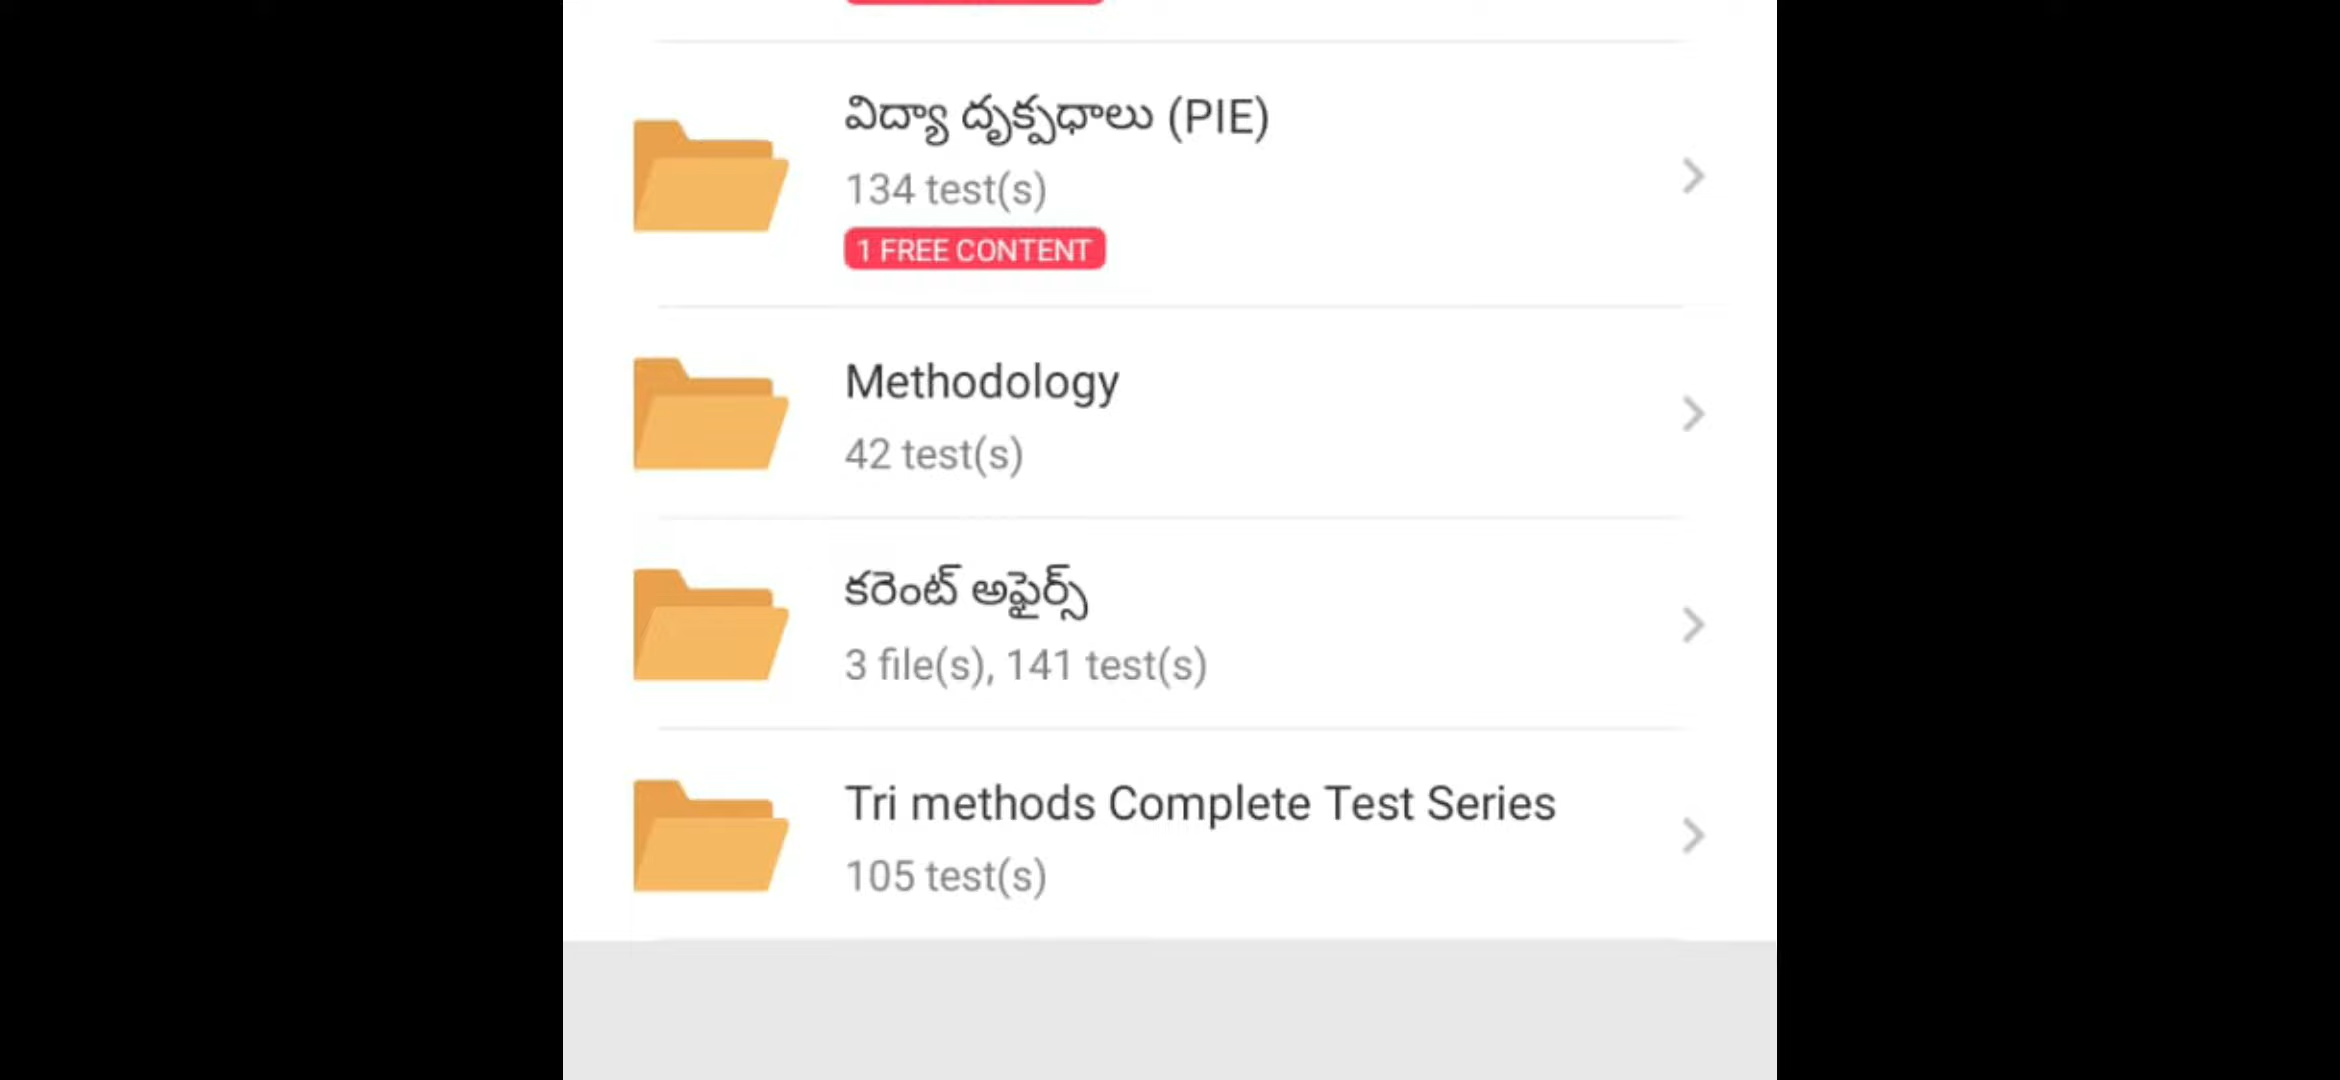 విద్యా దృక్పధాలు (PIE)
134 test(s)
1 FREE CONTENT
Methodology
42 test(s)
కరెంట్ అఫైర్స్
3 file(s), 141 test(s)
Tri methods Complete Test Series
105 test(s)